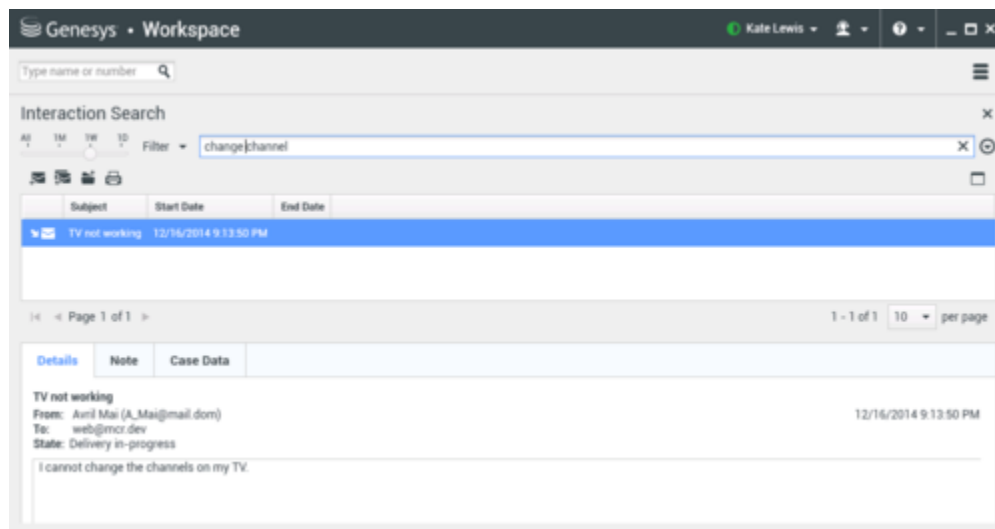 Genesys • Workspace
Kate Lewis
Type name or number
Interaction Search
All 1M 1W 1D Filter change channel
Subject Start Date End Date
TV not working 12/16/2014 9:13:50 PM
Page 1 of 1
1 - 1 of 1 10 per page
Details Note Case Data
TV not working
From: Avril Mai (A_Mai@mail.dom) 12/16/2014 9:13:50 PM
To: web@mcr.dev
State: Delivery in-progress
I cannot change the channels on my TV.